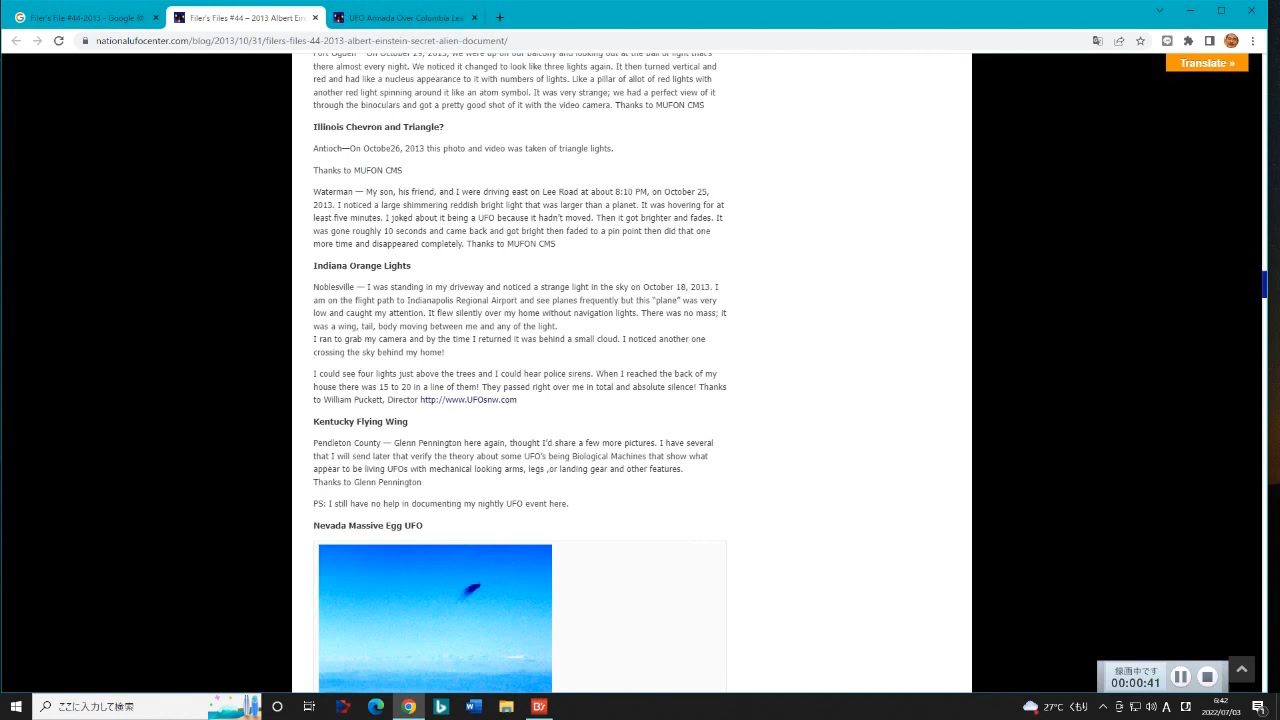 Filer's File #44-2013 - Google 検
Filer's Files #44 – 2013 Albert Ein
UFO Armada Over Columbia Lea
nationalufocenter.com/blog/2013/10/31/filers-files-44-2013-albert-einstein-secret-alien-document/
Translate »
Fort Ogden — On October 29, 2013, we were up on our balcony and looking out at the ball of light that's
there almost every night. We noticed it changed to look like three lights again. It then turned vertical and
red and had like a nucleus appearance to it with numbers of lights. Like a pillar of allot of red lights with
another red light spinning around it like an atom symbol. It was very strange; we had a perfect view of it
through the binoculars and got a pretty good shot of it with the video camera. Thanks to MUFON CMS
Illinois Chevron and Triangle?
Antioch—On Octobe26, 2013 this photo and video was taken of triangle lights.
Thanks to MUFON CMS
Waterman — My son, his friend, and I were driving east on Lee Road at about 8:10 PM, on October 25,
2013. I noticed a large shimmering reddish bright light that was larger than a planet. It was hovering for at
least five minutes. I joked about it being a UFO because it hadn't moved. Then it got brighter and fades. It
was gone roughly 10 seconds and came back and got bright then faded to a pin point then did that one
more time and disappeared completely. Thanks to MUFON CMS
Indiana Orange Lights
Noblesville — I was standing in my driveway and noticed a strange light in the sky on October 18, 2013. I
am on the flight path to Indianapolis Regional Airport and see planes frequently but this "plane" was very
low and caught my attention. It flew silently over my home without navigation lights. There was no mass; it
was a wing, tail, body moving between me and any of the light.
I ran to grab my camera and by the time I returned it was behind a small cloud. I noticed another one
crossing the sky behind my home!
I could see four lights just above the trees and I could hear police sirens. When I reached the back of my
house there was 15 to 20 in a line of them! They passed right over me in total and absolute silence! Thanks
to William Puckett, Director http://www.UFOsnw.com
Kentucky Flying Wing
Pendleton County — Glenn Pennington here again, thought I'd share a few more pictures. I have several
that I will send later that verify the theory about some UFO's being Biological Machines that show what
appear to be living UFOs with mechanical looking arms, legs ,or landing gear and other features.
Thanks to Glenn Pennington
PS: I still have no help in documenting my nightly UFO event here.
Nevada Massive Egg UFO
録画中です
00:00:41
ここに入力して検索
27℃ くもり
A
6:42
2022/07/03